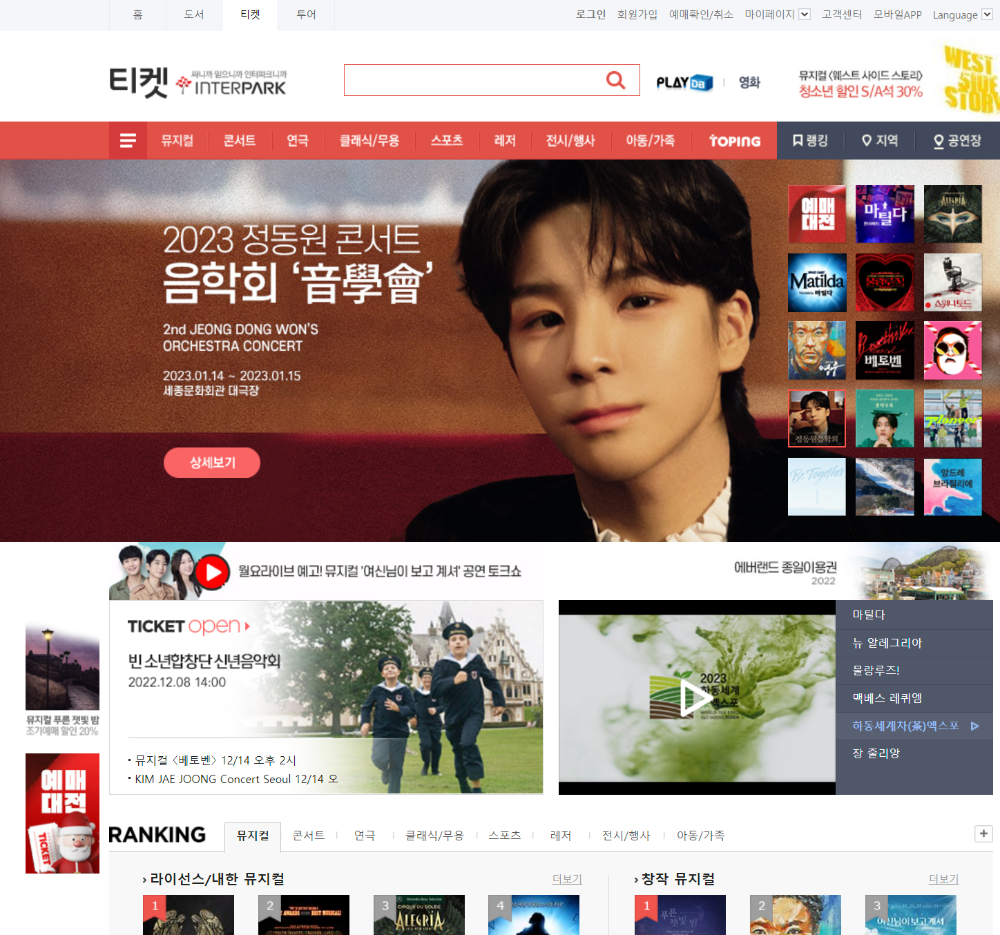 홈 도서 티켓 투어
로그인 회원가입 예매확인/취소 마이페이지 고객센터 모바일APP Language
티켓 싸니까 믿으니까 인터파크니까
INTERPARK
PLAY DB 영화
뮤지컬 <웨스트 사이드 스토리>
청소년 할인 S/A석 30%
WEST
SIDE
STORY
뮤지컬 콘서트 연극 클래식/무용 스포츠 레저 전시/행사 아동/가족 TOPING 랭킹 지역 공연장
2023 정동원 콘서트
음학회 ‘音學會’
2nd JEONG DONG WON'S
ORCHESTRA CONCERT
2023.01.14 ~ 2023.01.15
세종문화회관 대극장
상세보기
예매
대전
마틸다
ALEGRIA
Matilda
마틸다
물랑루즈!
스위니토드
영웅
Beethoven
베토벤
정동원음학회
Pioneer
Be Together
앙드레
브라질리에
월요라이브 예고! 뮤지컬 '여신님이 보고 계셔' 공연 토크쇼
에버랜드 종일이용권
2022
TICKET open
빈 소년합창단 신년음악회
2022.12.08 14:00
뮤지컬 <베토벤> 12/14 오후 2시
KIM JAE JOONG Concert Seoul 12/14 오
2023
하동세계
엑스포
WORLD TEA EXPO
2023 HADONG KOREA
마틸다
뉴 알레그리아
물랑루즈!
맥베스 레퀴엠
하동세계차(茶)엑스포
장 줄리앙
뮤지컬 푸른 잿빛 밤
조기예매 할인 20%
예매
대전
TICKET
RANKING 뮤지컬 콘서트 연극 클래식/무용 스포츠 레저 전시/행사 아동/가족
라이선스/내한 뮤지컬 더보기
창작 뮤지컬 더보기
1
2
WINNER!
AWARDS BEST MUSICAL!
3
CIRQUE DU SOLEIL
ALEGRIA
4
1
푸른
잿빛 밤
2
3
여신님이 보고 계셔